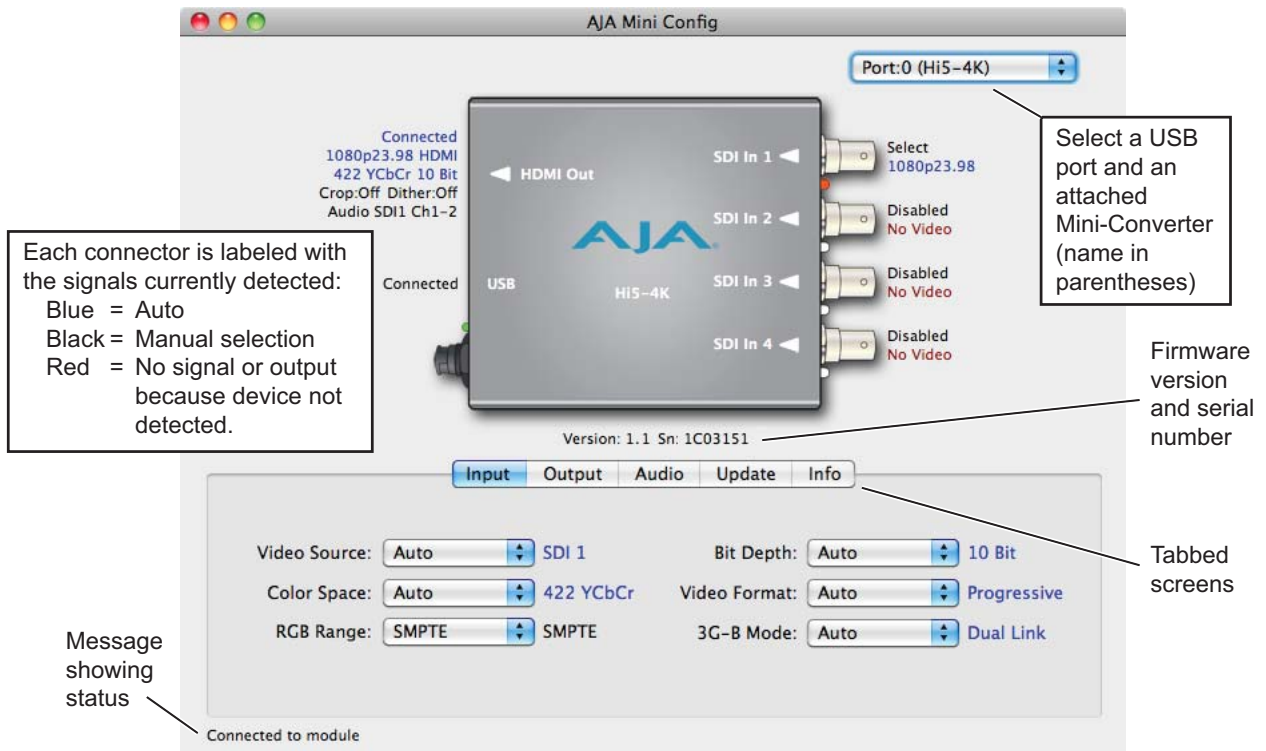 AJA Mini Config
Port:0 (Hi5-4K)
Connected
1080p23.98 HDMI
422 YCbCr 10 Bit
Crop:Off Dither:Off
Audio SDI1 Ch1-2
Connected
HDMI Out
USB
AJA
Hi5-4K
SDI In 1
SDI In 2
SDI In 3
SDI In 4
Select
1080p23.98
Disabled
No Video
Disabled
No Video
Disabled
No Video
Select a USB
port and an
attached
Mini-Converter
(name in
parentheses)
Each connector is labeled with
the signals currently detected:
Blue = Auto
Black = Manual selection
Red = No signal or output
because device not
detected.
Firmware
version
and serial
number
Version: 1.1 Sn: 1C03151
Input Output Audio Update Info
Video Source: Auto SDI 1
Bit Depth: Auto 10 Bit
Color Space: Auto 422 YCbCr
Video Format: Auto Progressive
RGB Range: SMPTE SMPTE
3G-B Mode: Auto Dual Link
Tabbed
screens
Message
showing
status
Connected to module